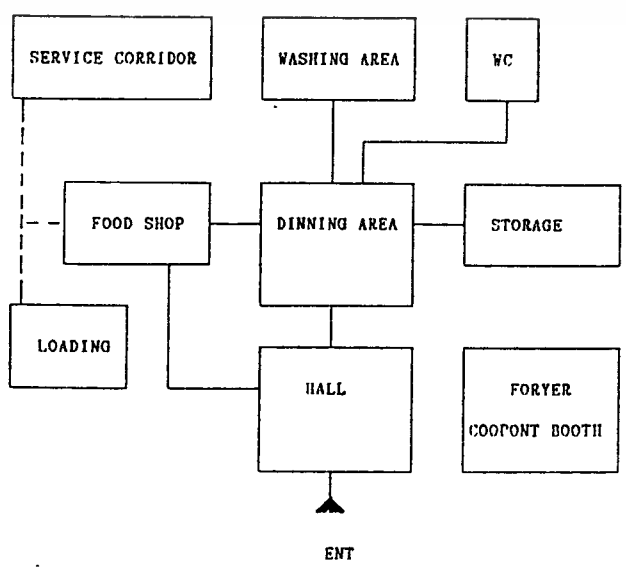 SERVICE CORRIDOR
WASHING AREA
WC
FOOD SHOP
DINNING AREA
STORAGE
LOADING
HALL
FORYER
COOPONT BOOTH
ENT